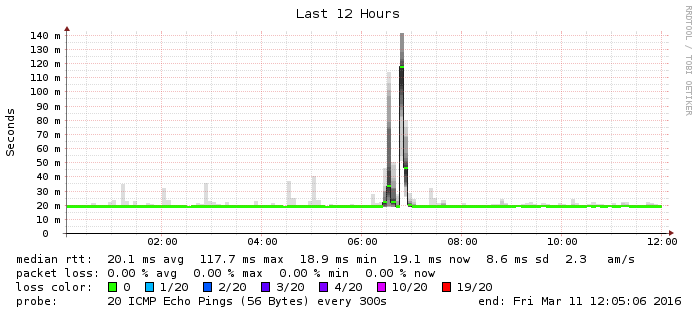 Last 12 Hours
RRDTOOL / TOBI OETIKER
Seconds
140 m
130 m
120 m
110 m
100 m
90 m
80 m
70 m
60 m
50 m
40 m
30 m
20 m
10 m
0
02:00 04:00 06:00 08:00 10:00 12:00
median rtt: 20.1 ms avg 117.7 ms max 18.9 ms min 19.1 ms now 8.6 ms sd 2.3 am/s
packet loss: 0.00 % avg 0.00 % max 0.00 % min 0.00 % now
loss color: 0 1/20 2/20 3/20 4/20 10/20 19/20
probe: 20 ICMP Echo Pings (56 Bytes) every 300s end: Fri Mar 11 12:05:06 2016